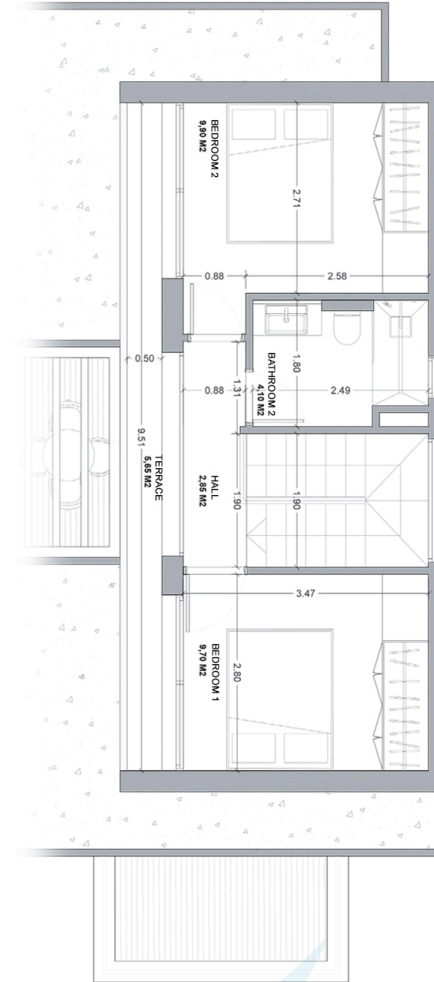 BEDROOM 2
9,90 M2
2.71
0.88
2.58
BATHROOM 2
4,10 M2
1.80
2.49
0.50
0.88
1.31
9.51
TERRACE
5,65 M2
HALL
2,85 M2
1.90
1.90
3.47
BEDROOM 1
9,70 M2
2.80